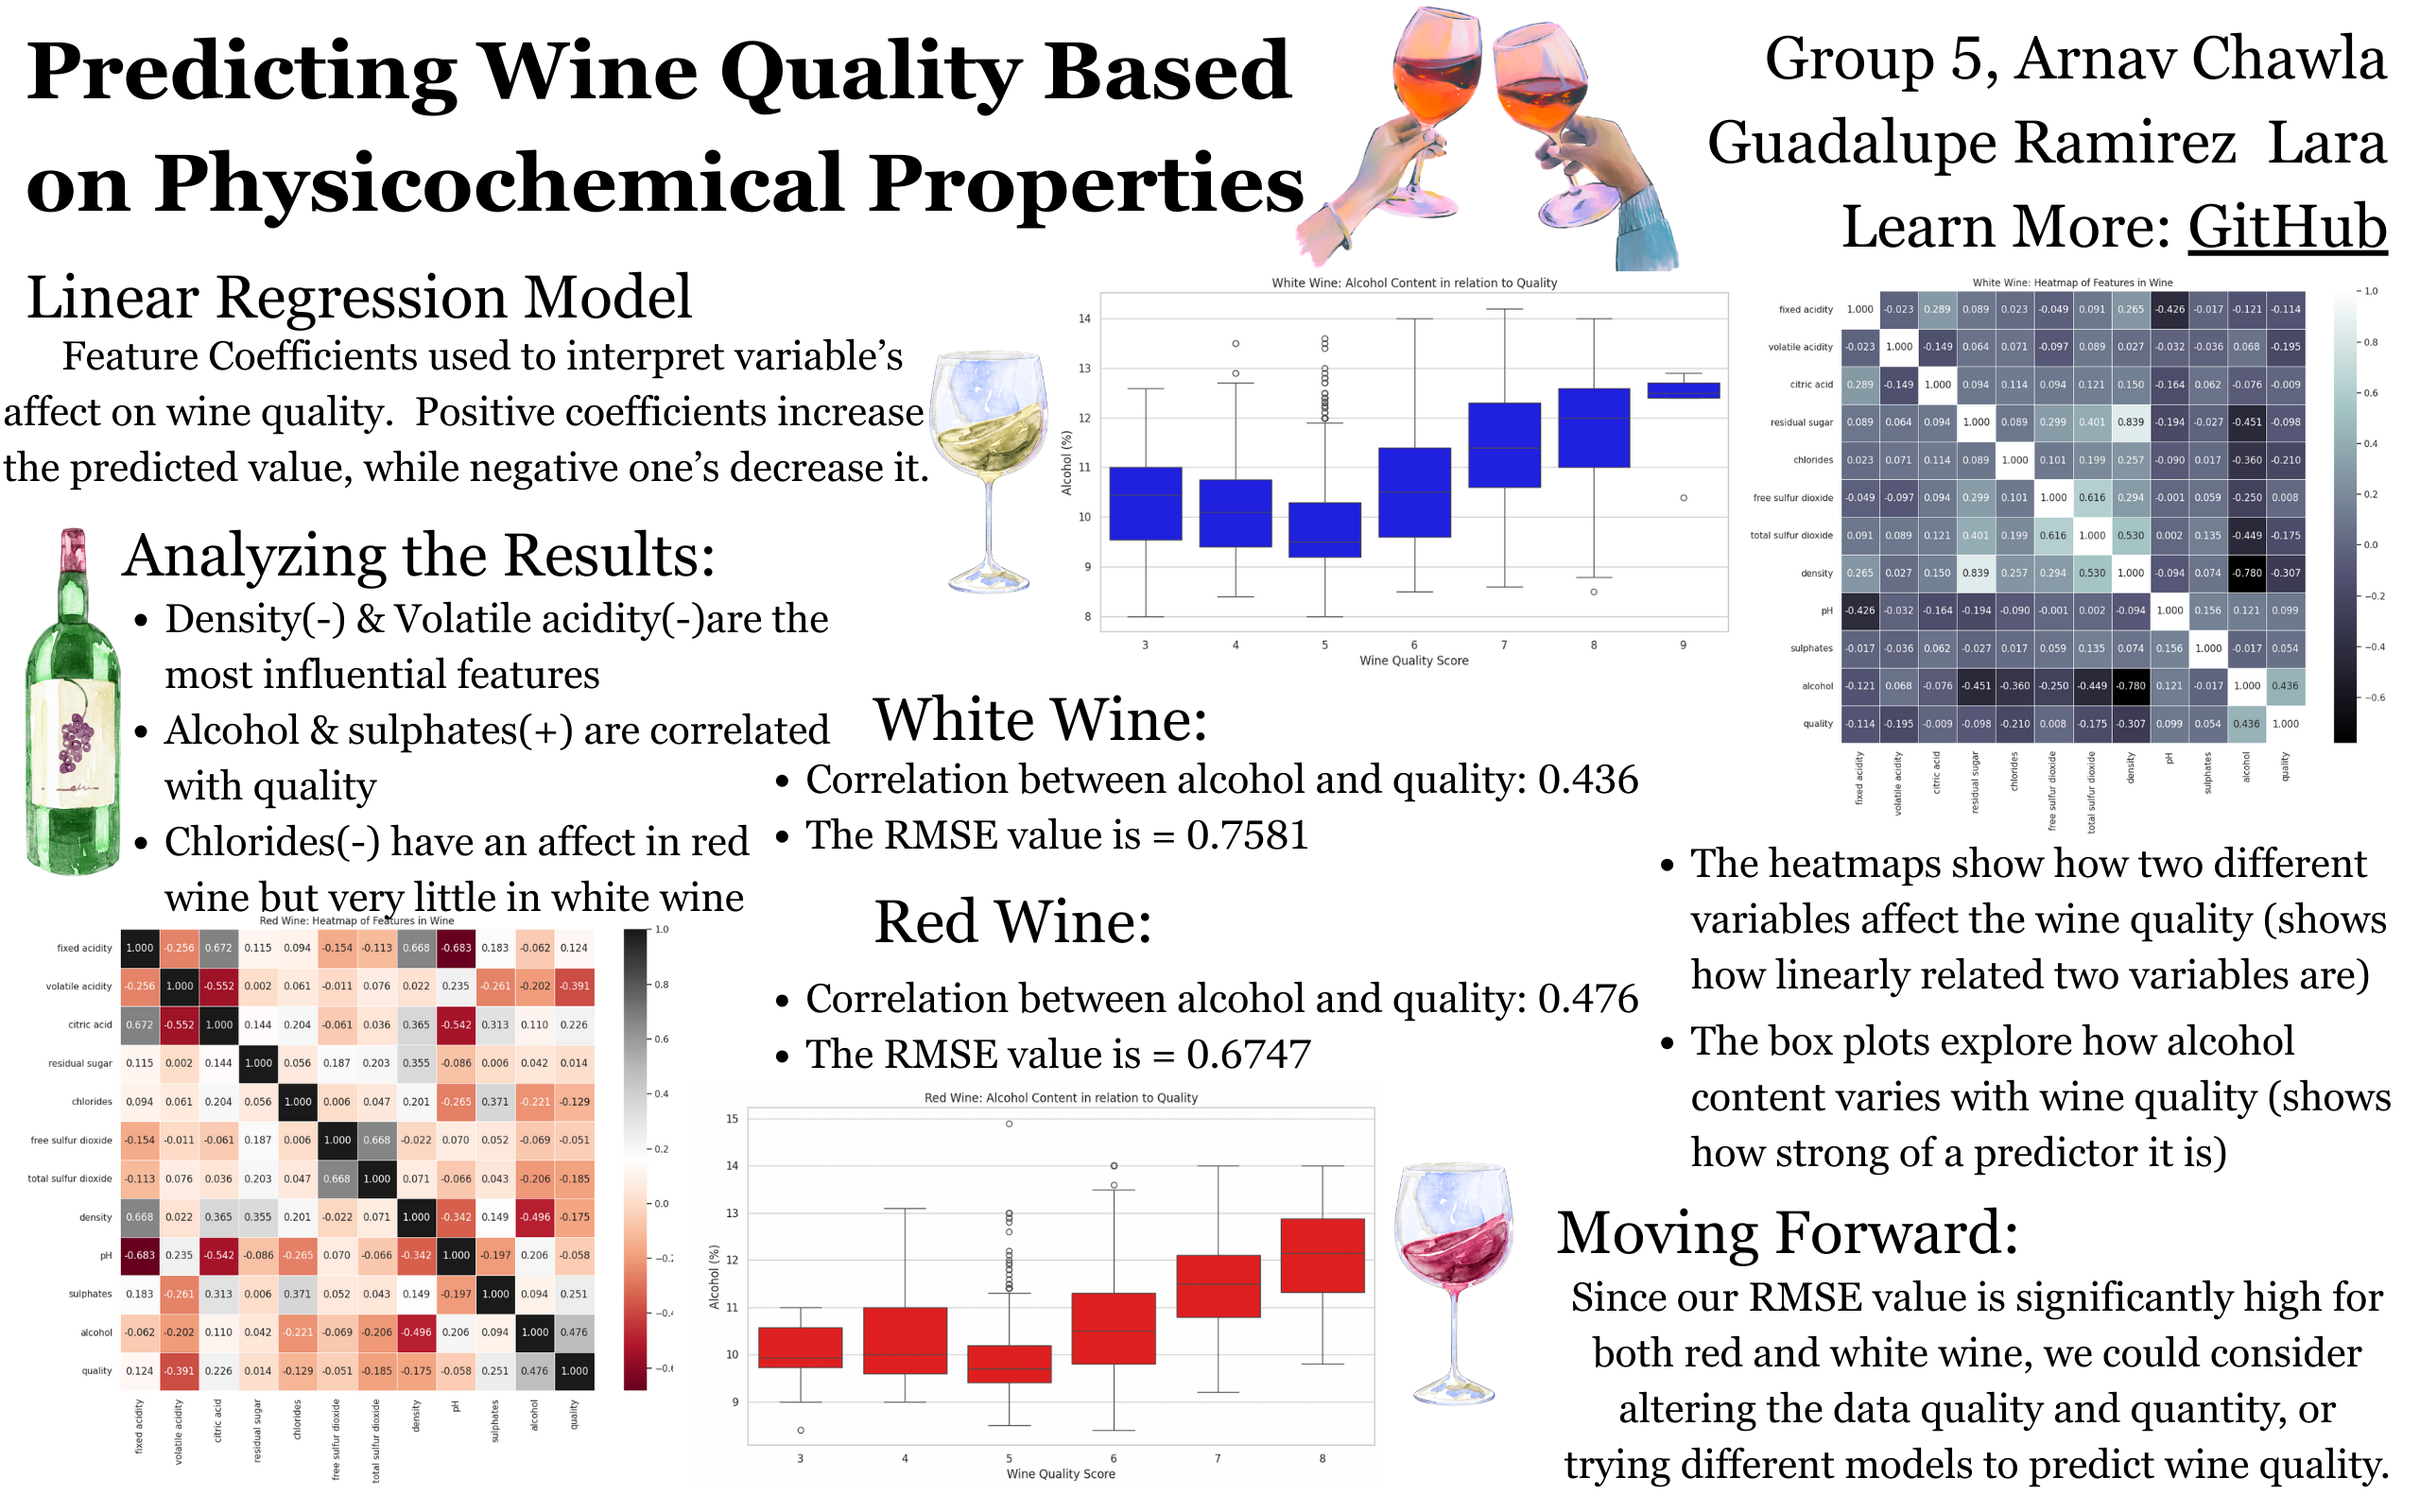 Predicting Wine Quality Based
on Physicochemical Properties
Group 5, Arnav Chawla
Guadalupe Ramirez  Lara
Learn More: GitHub
Linear Regression Model
Feature Coefficients used to interpret variable’s
affect on wine quality.  Positive coefficients increase
the predicted value, while negative one’s decrease it.
Analyzing the Results:
• Density(-) & Volatile acidity(-)are the
most influential features
• Alcohol & sulphates(+) are correlated
with quality
• Chlorides(-) have an affect in red
wine but very little in white wine
White Wine: Alcohol Content in relation to Quality
Alcohol (%)
14
13
12
11
10
9
8
3 4 5 6 7 8 9
Wine Quality Score
White Wine: Heatmap of Features in Wine
fixed acidity 1.000 -0.023 0.289 0.089 0.023 -0.049 0.091 0.265 -0.426 -0.017 -0.121 -0.114
volatile acidity -0.023 1.000 -0.149 0.064 0.071 -0.097 0.089 0.027 -0.032 -0.036 0.068 -0.195
citric acid 0.289 -0.149 1.000 0.094 0.114 0.094 0.121 0.150 -0.164 0.062 -0.076 -0.009
residual sugar 0.089 0.064 0.094 1.000 0.089 0.299 0.401 0.839 -0.194 -0.027 -0.451 -0.098
chlorides 0.023 0.071 0.114 0.089 1.000 0.101 0.199 0.257 -0.090 0.017 -0.360 -0.210
free sulfur dioxide -0.049 -0.097 0.094 0.299 0.101 1.000 0.616 0.294 -0.001 0.059 -0.250 0.008
total sulfur dioxide 0.091 0.089 0.121 0.401 0.199 0.616 1.000 0.530 0.002 0.135 -0.449 -0.175
density 0.265 0.027 0.150 0.839 0.257 0.294 0.530 1.000 -0.094 0.074 -0.780 -0.307
pH -0.426 -0.032 -0.164 -0.194 -0.090 -0.001 0.002 -0.094 1.000 0.156 0.121 0.099
sulphates -0.017 -0.036 0.062 -0.027 0.017 0.059 0.135 0.074 0.156 1.000 -0.017 0.054
alcohol -0.121 0.068 -0.076 -0.451 -0.360 -0.250 -0.449 -0.780 0.121 -0.017 1.000 0.436
quality -0.114 -0.195 -0.009 -0.098 -0.210 0.008 -0.175 -0.307 0.099 0.054 0.436 1.000
fixed acidity volatile acidity citric acid residual sugar chlorides free sulfur dioxide total sulfur dioxide density pH sulphates alcohol quality
1.0
0.8
0.6
0.4
0.2
0.0
−0.2
−0.4
−0.6
White Wine:
• Correlation between alcohol and quality: 0.436
• The RMSE value is = 0.7581
Red Wine:
• Correlation between alcohol and quality: 0.476
• The RMSE value is = 0.6747
Red Wine: Heatmap of Features in Wine
fixed acidity 1.000 -0.256 0.672 0.115 0.094 -0.154 -0.113 0.668 -0.683 0.183 -0.062 0.124
volatile acidity -0.256 1.000 -0.552 0.002 0.061 -0.011 0.076 0.022 0.235 -0.261 -0.202 -0.391
citric acid 0.672 -0.552 1.000 0.144 0.204 -0.061 0.036 0.365 -0.542 0.313 0.110 0.226
residual sugar 0.115 0.002 0.144 1.000 0.056 0.187 0.203 0.355 -0.086 0.006 0.042 0.014
chlorides 0.094 0.061 0.204 0.056 1.000 0.006 0.047 0.201 -0.265 0.371 -0.221 -0.129
free sulfur dioxide -0.154 -0.011 -0.061 0.187 0.006 1.000 0.668 -0.022 0.070 0.052 -0.069 -0.051
total sulfur dioxide -0.113 0.076 0.036 0.203 0.047 0.668 1.000 0.071 -0.066 0.043 -0.206 -0.185
density 0.668 0.022 0.365 0.355 0.201 -0.022 0.071 1.000 -0.342 0.149 -0.496 -0.175
pH -0.683 0.235 -0.542 -0.086 -0.265 0.070 -0.066 -0.342 1.000 -0.197 0.206 -0.058
sulphates 0.183 -0.261 0.313 0.006 0.371 0.052 0.043 0.149 -0.197 1.000 0.094 0.251
alcohol -0.062 -0.202 0.110 0.042 -0.221 -0.069 -0.206 -0.496 0.206 0.094 1.000 0.476
quality 0.124 -0.391 0.226 0.014 -0.129 -0.051 -0.185 -0.175 -0.058 0.251 0.476 1.000
fixed acidity volatile acidity citric acid residual sugar chlorides free sulfur dioxide total sulfur dioxide density pH sulphates alcohol quality
1.0
0.8
0.6
0.4
0.2
0.0
Red Wine: Alcohol Content in relation to Quality
Alcohol (%)
15
14
13
12
11
10
9
3 4 5 6 7 8
Wine Quality Score
• The heatmaps show how two different
variables affect the wine quality (shows
how linearly related two variables are)
• The box plots explore how alcohol
content varies with wine quality (shows
how strong of a predictor it is)
Moving Forward:
Since our RMSE value is significantly high for
both red and white wine, we could consider
altering the data quality and quantity, or
trying different models to predict wine quality.